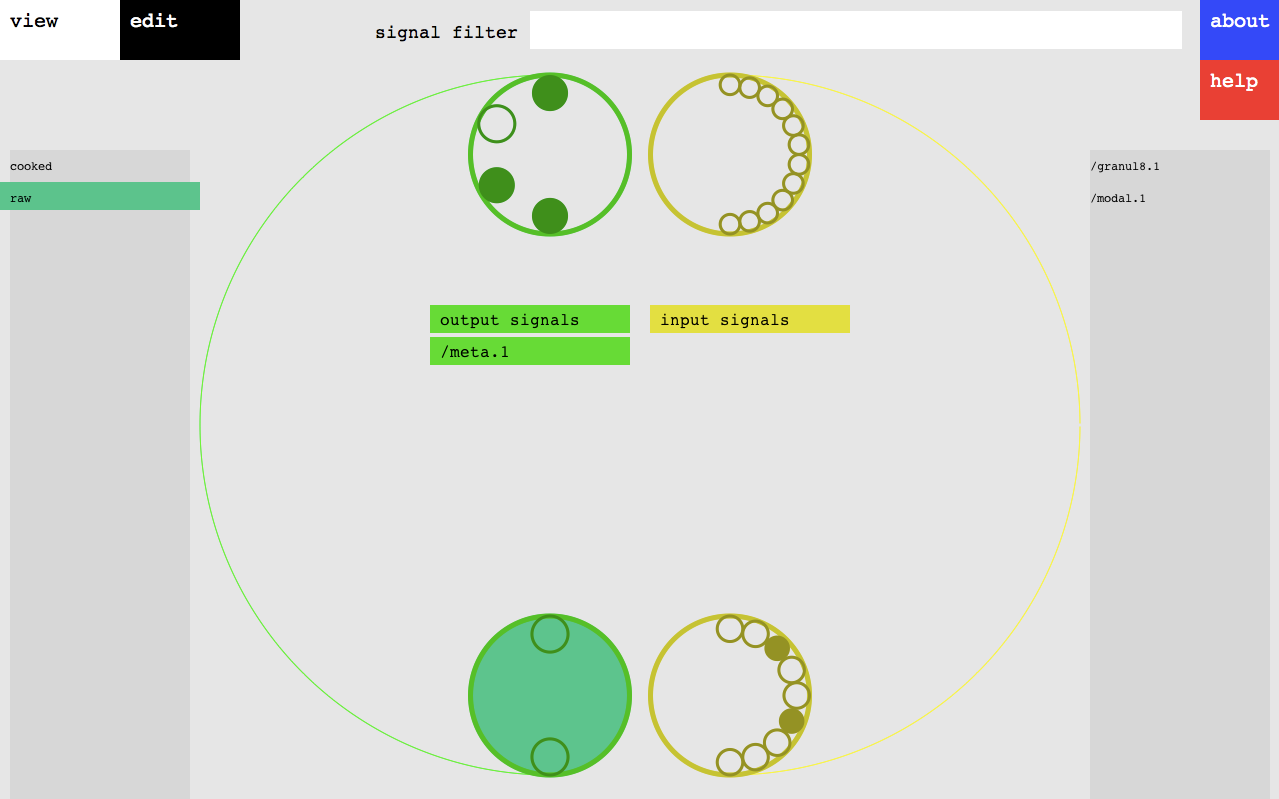 view
edit
signal filter
about
help
cooked
raw
/granul8.1
/modal.1
output signals
input signals
/meta.1